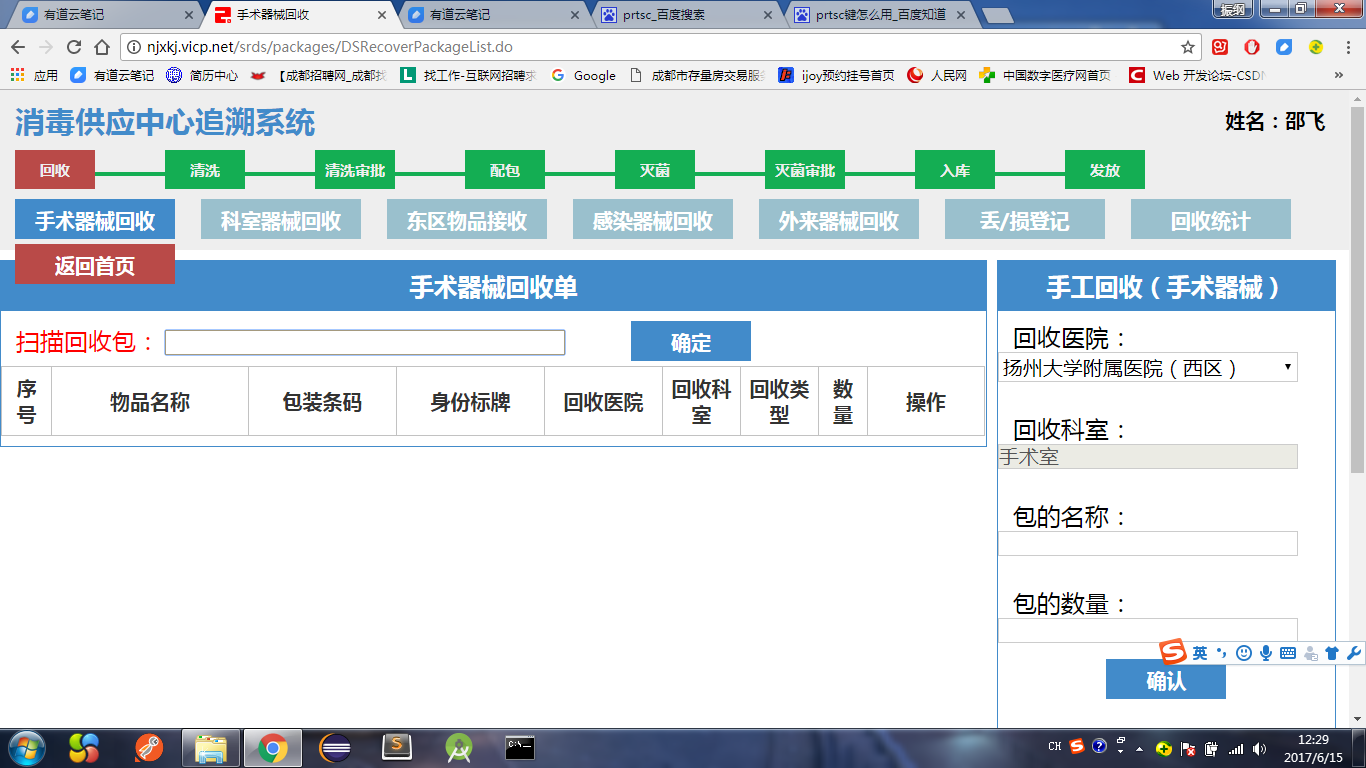 有道云笔记
手术器械回收
有道云笔记
prtsc_百度搜索
prtsc键怎么用_百度知道
振纲
njxkj.vicp.net/srds/packages/DSRecoverPackageList.do
应用
有道云笔记
简历中心
【成都招聘网_成都找
找工作-互联网招聘求
Google
成都市存量房交易服务
ijoy预约挂号首页
人民网
中国数字医疗网首页
Web 开发论坛-CSDN
»
消毒供应中心追溯系统
姓名：邵飞
回收
清洗
清洗审批
配包
灭菌
灭菌审批
入库
发放
手术器械回收
科室器械回收
东区物品接收
感染器械回收
外来器械回收
丢/损登记
回收统计
返回首页
手术器械回收单
扫描回收包：
确定
序号
物品名称
包装条码
身份标牌
回收医院
回收科室
回收类型
数量
操作
手工回收（手术器械）
回收医院：
扬州大学附属医院（西区）
回收科室：
手术室
包的名称：
包的数量：
英
确认
CH
12:29
2017/6/15